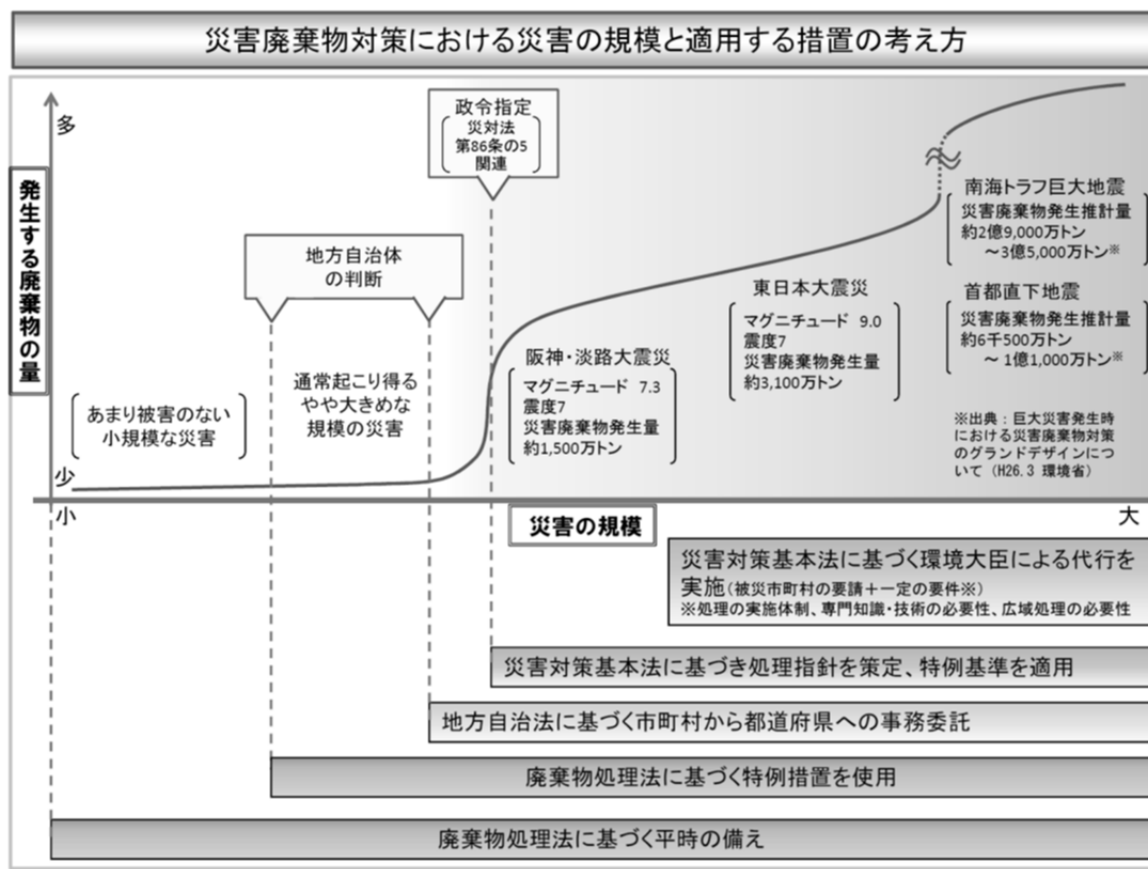 災害廃棄物対策における災害の規模と適用する措置の考え方
多
発生する廃棄物の量
少
小
政令指定
災対法
第86条の5
関連
地方自治体
の判断
あまり被害のない
小規模な災害
通常起こり得る
やや大きめな
規模の災害
阪神・淡路大震災
マグニチュード 7.3
震度7
災害廃棄物発生量
約1,500万トン
東日本大震災
マグニチュード 9.0
震度7
災害廃棄物発生量
約3,100万トン
南海トラフ巨大地震
災害廃棄物発生推計量
約2億9,000万トン
～3億5,000万トン※
首都直下地震
災害廃棄物発生推計量
約6千500万トン
～ 1億1,000万トン※
※出典：巨大災害発生時
における災害廃棄物対策
のグランドデザインにつ
いて（H26.3 環境省）
災害の規模
大
災害対策基本法に基づく環境大臣による代行を
実施（被災市町村の要請＋一定の要件※）
※処理の実施体制、専門知識・技術の必要性、広域処理の必要性
災害対策基本法に基づき処理指針を策定、特例基準を適用
地方自治法に基づく市町村から都道府県への事務委託
廃棄物処理法に基づく特例措置を使用
廃棄物処理法に基づく平時の備え